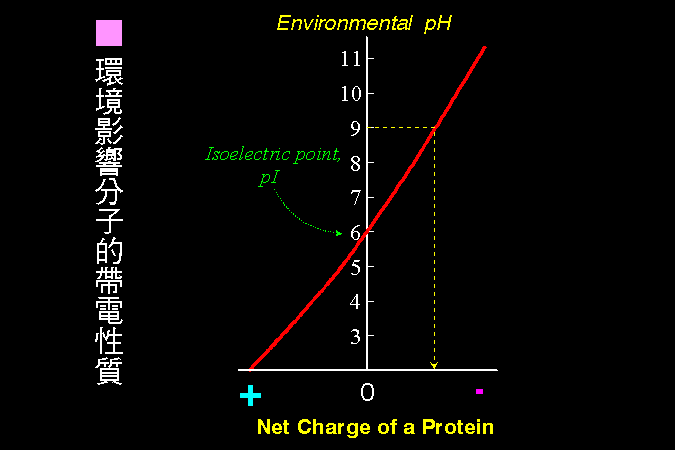 環境影響分子的帶電性質
Environmental pH
11
10
9
8
7
6
5
4
3
Isoelectric point,
pI
+
0
-
Net Charge of a Protein